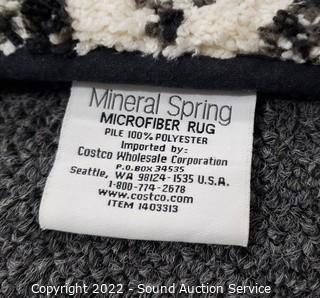 Mineral Spring
MICROFIBER RUG
PILE 100% POLYESTER
Imported by:
Costco Wholesale Corporation
P.O.BOX 34535
Seattle, WA 98124-1535 U.S.A.
1-800-774-2678
www.costco.com
ITEM 1403313
Copyright 2022 - Sound Auction Service